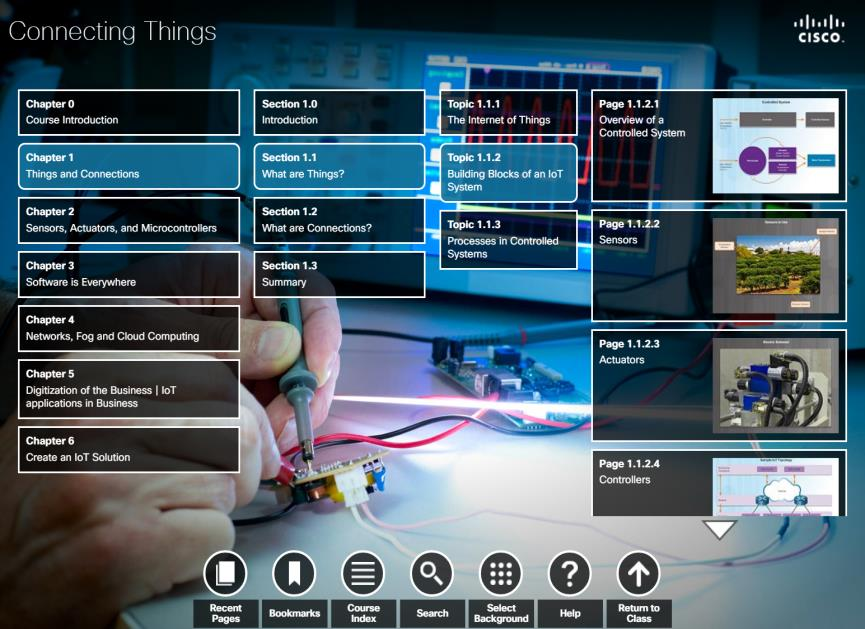 Connecting Things
CISCO
Chapter 0
Course Introduction
Chapter 1
Things and Connections
Chapter 2
Sensors, Actuators, and Microcontrollers
Chapter 3
Software is Everywhere
Chapter 4
Networks, Fog and Cloud Computing
Chapter 5
Digitization of the Business | IoT
applications in Business
Chapter 6
Create an IoT Solution
Section 1.0
Introduction
Section 1.1
What are Things?
Section 1.2
What are Connections?
Section 1.3
Summary
Topic 1.1.1
The Internet of Things
Topic 1.1.2
Building Blocks of an IoT
System
Topic 1.1.3
Processes in Controlled
Systems
Page 1.1.2.1
Overview of a
Controlled System
Controlled System
Page 1.1.2.2
Sensors
Page 1.1.2.3
Actuators
Page 1.1.2.4
Controllers
Sample IoT Topology
Recent
Pages
Bookmarks
Course
Index
Search
Select
Background
?
Help
Return to
Class